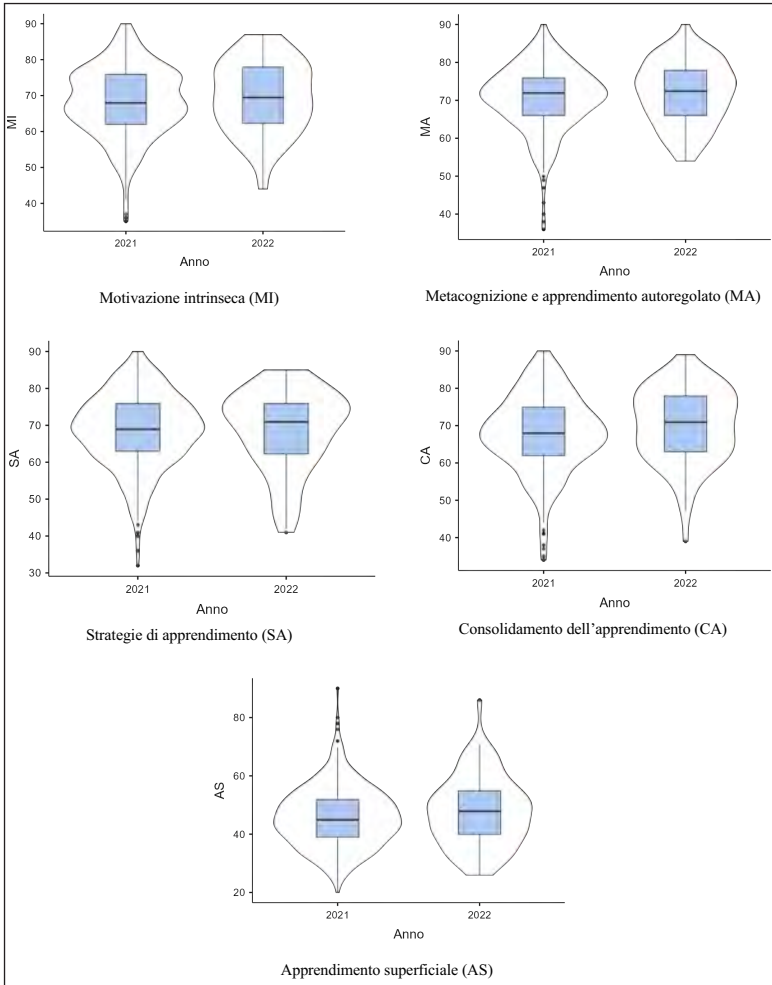 90
80
70
60
50
40
MI
2021
2022
Anno
Motivazione intrinseca (MI)
90
80
70
60
50
40
MA
2021
2022
Anno
Metacognizione e apprendimento autoregolato (MA)
90
80
70
60
50
40
30
SA
2021
2022
Anno
Strategie di apprendimento (SA)
90
80
70
60
50
40
CA
2021
2022
Anno
Consolidamento dell’apprendimento (CA)
80
60
40
20
AS
2021
2022
Anno
Apprendimento superficiale (AS)